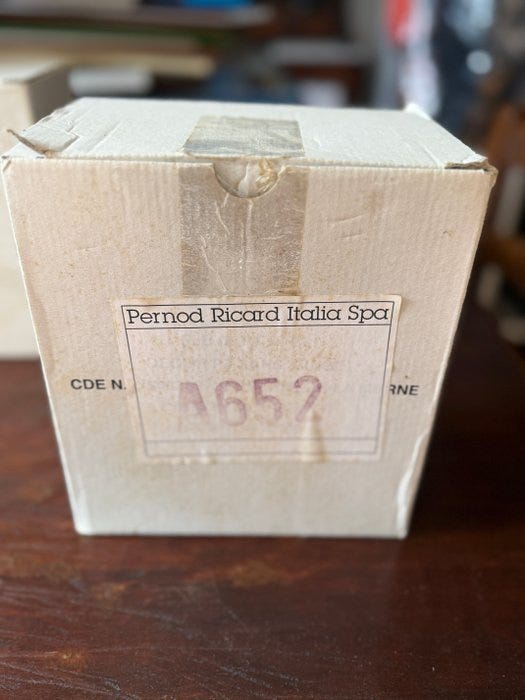 Pernod Ricard Italia Spa
CDE N. RNE
A652